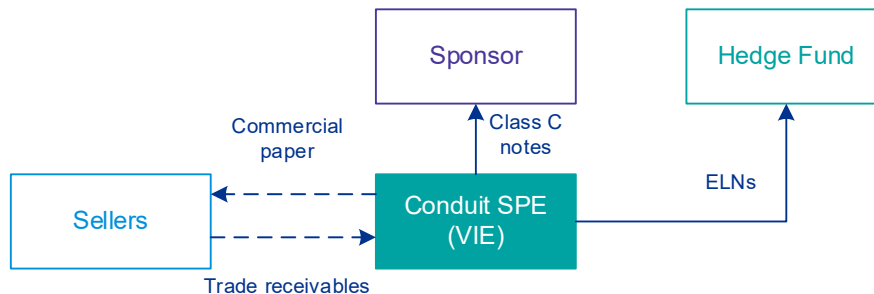 Sponsor
Hedge Fund
Commercial
paper
Class C
notes
ELNs
Sellers
Conduit SPE
(VIE)
Trade receivables